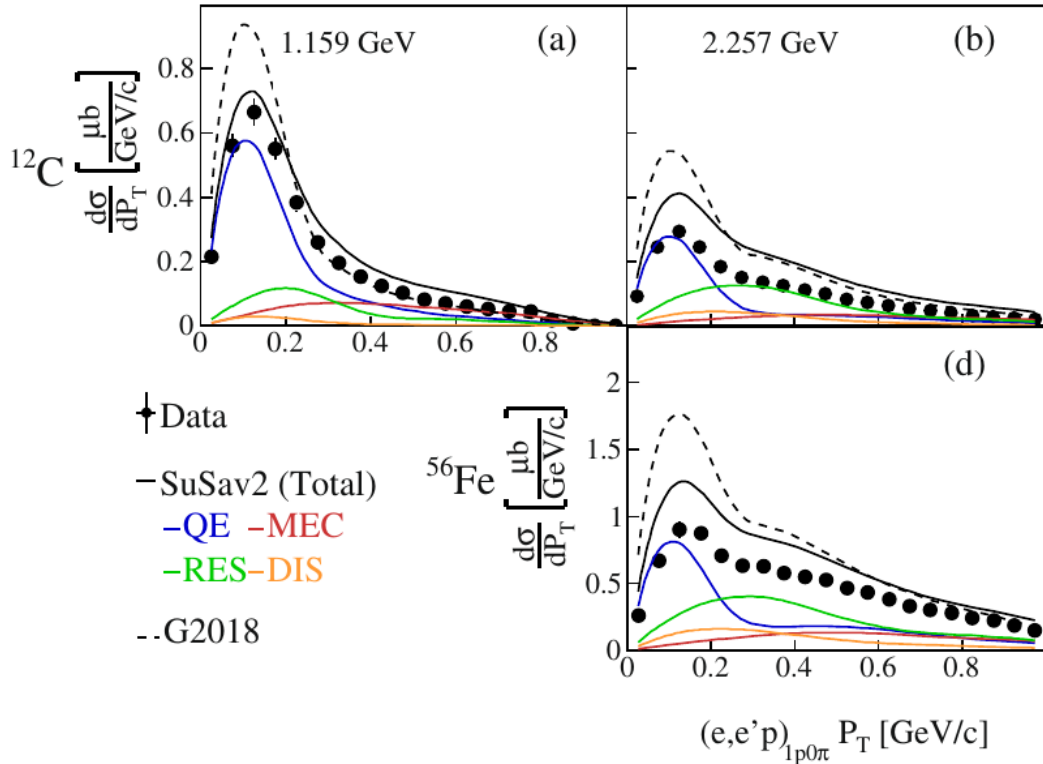 1.159 GeV (a)
2.257 GeV (b)
¹²C dσ/dP_T [μb/GeV/c]
0.8
0.6
0.4
0.2
0
0 0.2 0.4 0.6 0.8
(d)
⁵⁶Fe dσ/dP_T [μb/GeV/c]
2
1.5
1
0.5
0
0 0.2 0.4 0.6 0.8
Data
SuSav2 (Total)
QE MEC
RES DIS
G2018
(e,e'p)_{1p0π} P_T [GeV/c]